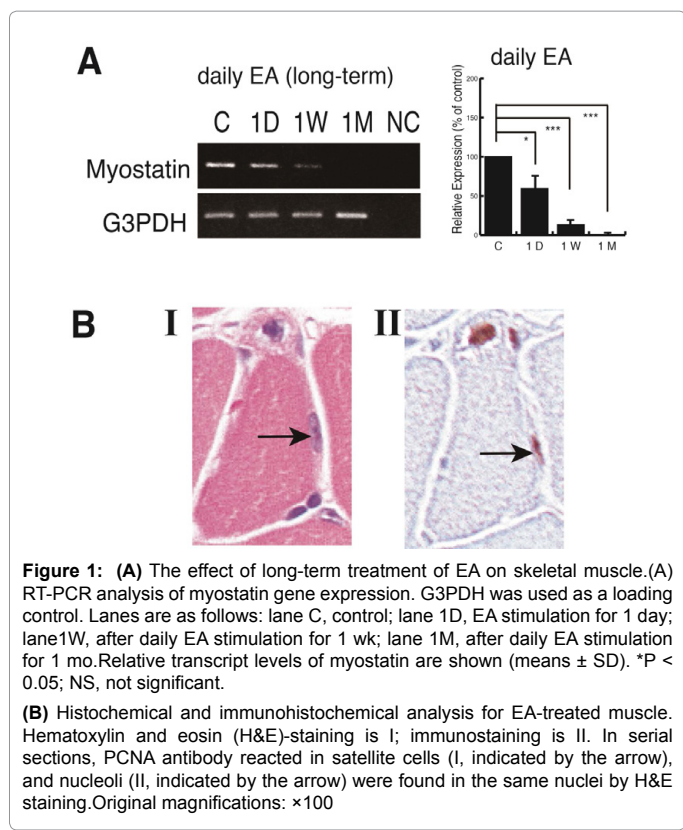 A
daily EA (long-term)
C 1D 1W 1M NC
Myostatin
G3PDH
daily EA
Relative Expression (% of control)
200
150
100
50
0
*
***
***
C 1 D 1 W 1 M
B I II
Figure 1: (A) The effect of long-term treatment of EA on skeletal muscle.(A)
RT-PCR analysis of myostatin gene expression. G3PDH was used as a loading
control. Lanes are as follows: lane C, control; lane 1D, EA stimulation for 1 day;
lane1W, after daily EA stimulation for 1 wk; lane 1M, after daily EA stimulation
for 1 mo.Relative transcript levels of myostatin are shown (means ± SD). *P <
0.05; NS, not significant.
(B) Histochemical and immunohistochemical analysis for EA-treated muscle.
Hematoxylin and eosin (H&E)-staining is I; immunostaining is II. In serial
sections, PCNA antibody reacted in satellite cells (I, indicated by the arrow),
and nucleoli (II, indicated by the arrow) were found in the same nuclei by H&E
staining.Original magnifications: ×100